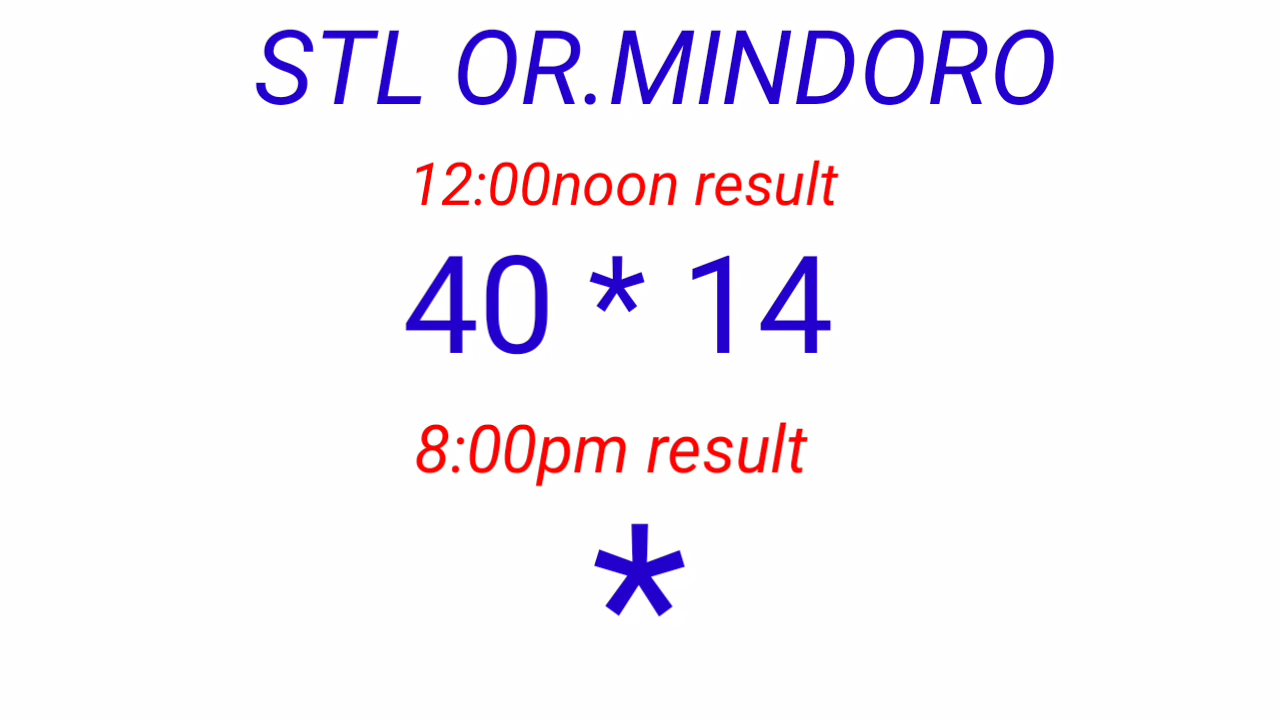 STL OR.MINDORO
12:00noon result
40 * 14
8:00pm result
*